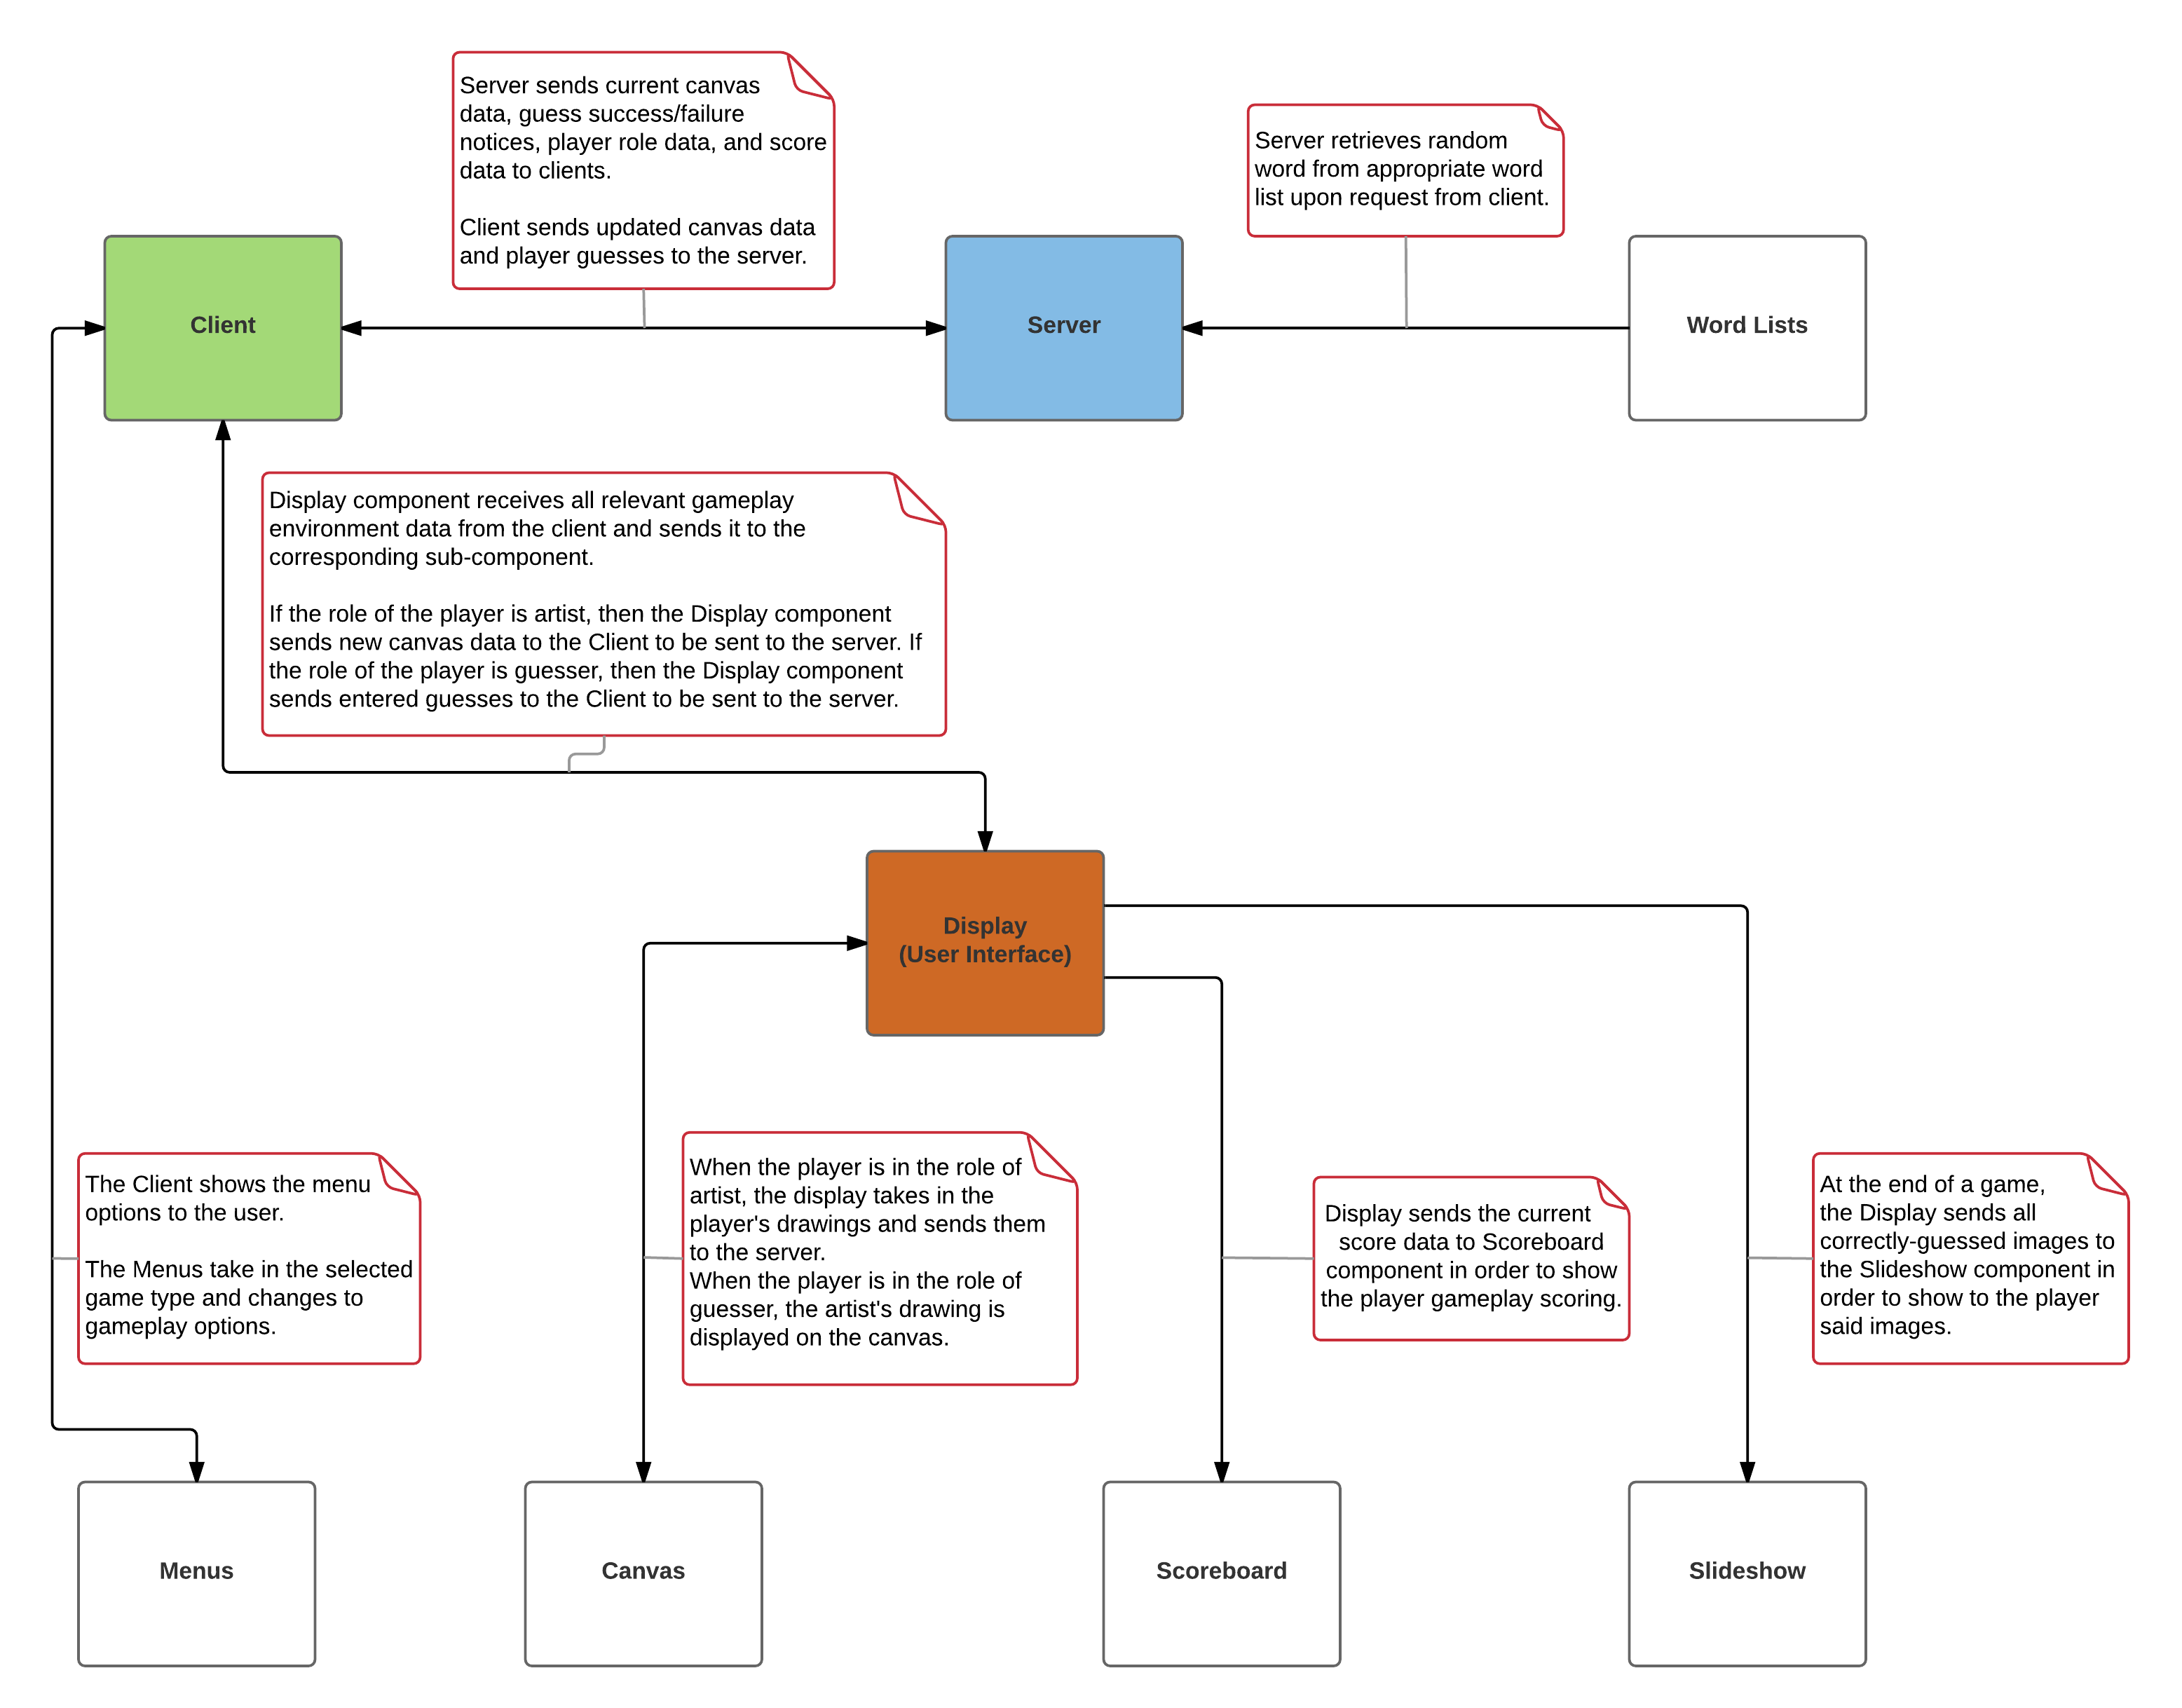 Server sends current canvas
data, guess success/failure
notices, player role data, and score
data to clients.
Client sends updated canvas data
and player guesses to the server.
Server retrieves random
word from appropriate word
list upon request from client.
Client
Server
Word Lists
Display component receives all relevant gameplay
environment data from the client and sends it to the
corresponding sub-component.
If the role of the player is artist, then the Display component
sends new canvas data to the Client to be sent to the server. If
the role of the player is guesser, then the Display component
sends entered guesses to the Client to be sent to the server.
Display
(User Interface)
The Client shows the menu
options to the user.
The Menus take in the selected
game type and changes to
gameplay options.
When the player is in the role of
artist, the display takes in the
player's drawings and sends them
to the server.
When the player is in the role of
guesser, the artist's drawing is
displayed on the canvas.
Display sends the current
score data to Scoreboard
component in order to show
the player gameplay scoring.
At the end of a game,
the Display sends all
correctly-guessed images to
the Slideshow component in
order to show to the player
said images.
Menus
Canvas
Scoreboard
Slideshow